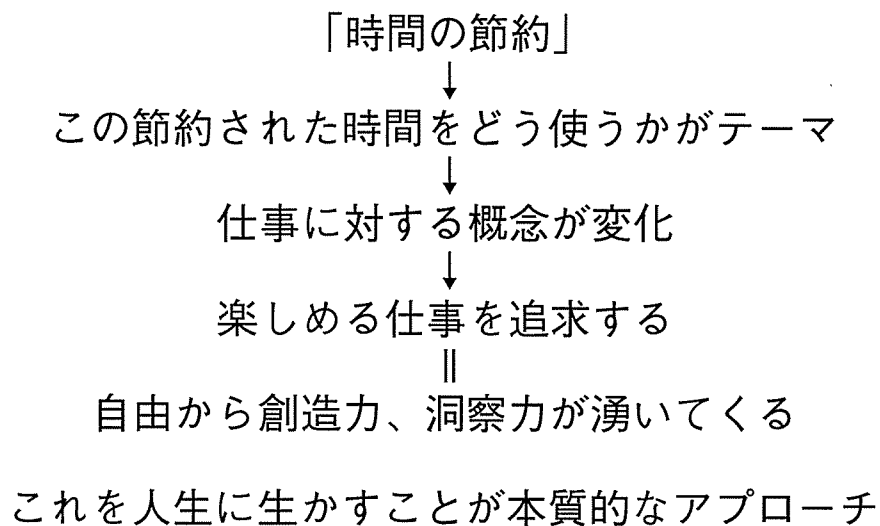 「時間の節約」
↓
この節約された時間をどう使うかがテーマ
↓
仕事に対する概念が変化
↓
楽しめる仕事を追求する
||
自由から創造力、洞察力が湧いてくる
これを人生に生かすことが本質的なアプローチ